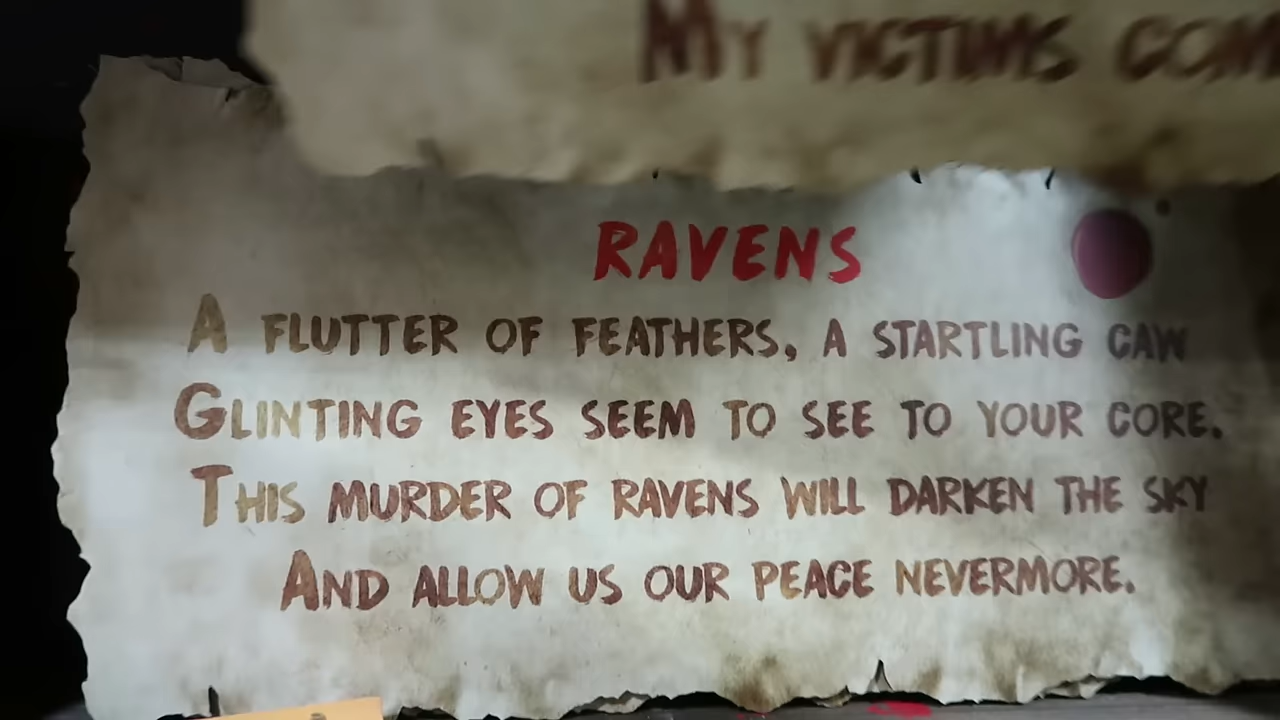 My victims com
RAVENS
A FLUTTER OF FEATHERS, A STARTLING CAW
GLINTING EYES SEEM TO SEE TO YOUR CORE.
THIS MURDER OF RAVENS WILL DARKEN THE SKY
AND ALLOW US OUR PEACE NEVERMORE.